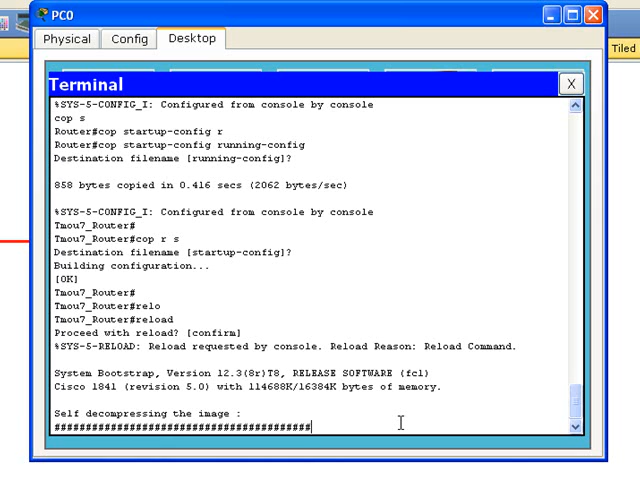 PC0
Physical
Config
Desktop
Tiled
Terminal
X
%SYS-5-CONFIG_I: Configured from console by console
cop s
Router#cop startup-config r
Router#cop startup-config running-config
Destination filename [running-config]?
858 bytes copied in 0.416 secs (2062 bytes/sec)
%SYS-5-CONFIG_I: Configured from console by console
Tmou7_Router#
Tmou7_Router#cop r s
Destination filename [startup-config]?
Building configuration...
[OK]
Tmou7_Router#
Tmou7_Router#relo
Tmou7_Router#reload
Proceed with reload? [confirm]
%SYS-5-RELOAD: Reload requested by console. Reload Reason: Reload Command.
System Bootstrap, Version 12.3(8r)T8, RELEASE SOFTWARE (fc1)
Cisco 1841 (revision 5.0) with 114688K/16384K bytes of memory.
Self decompressing the image :
#########################################